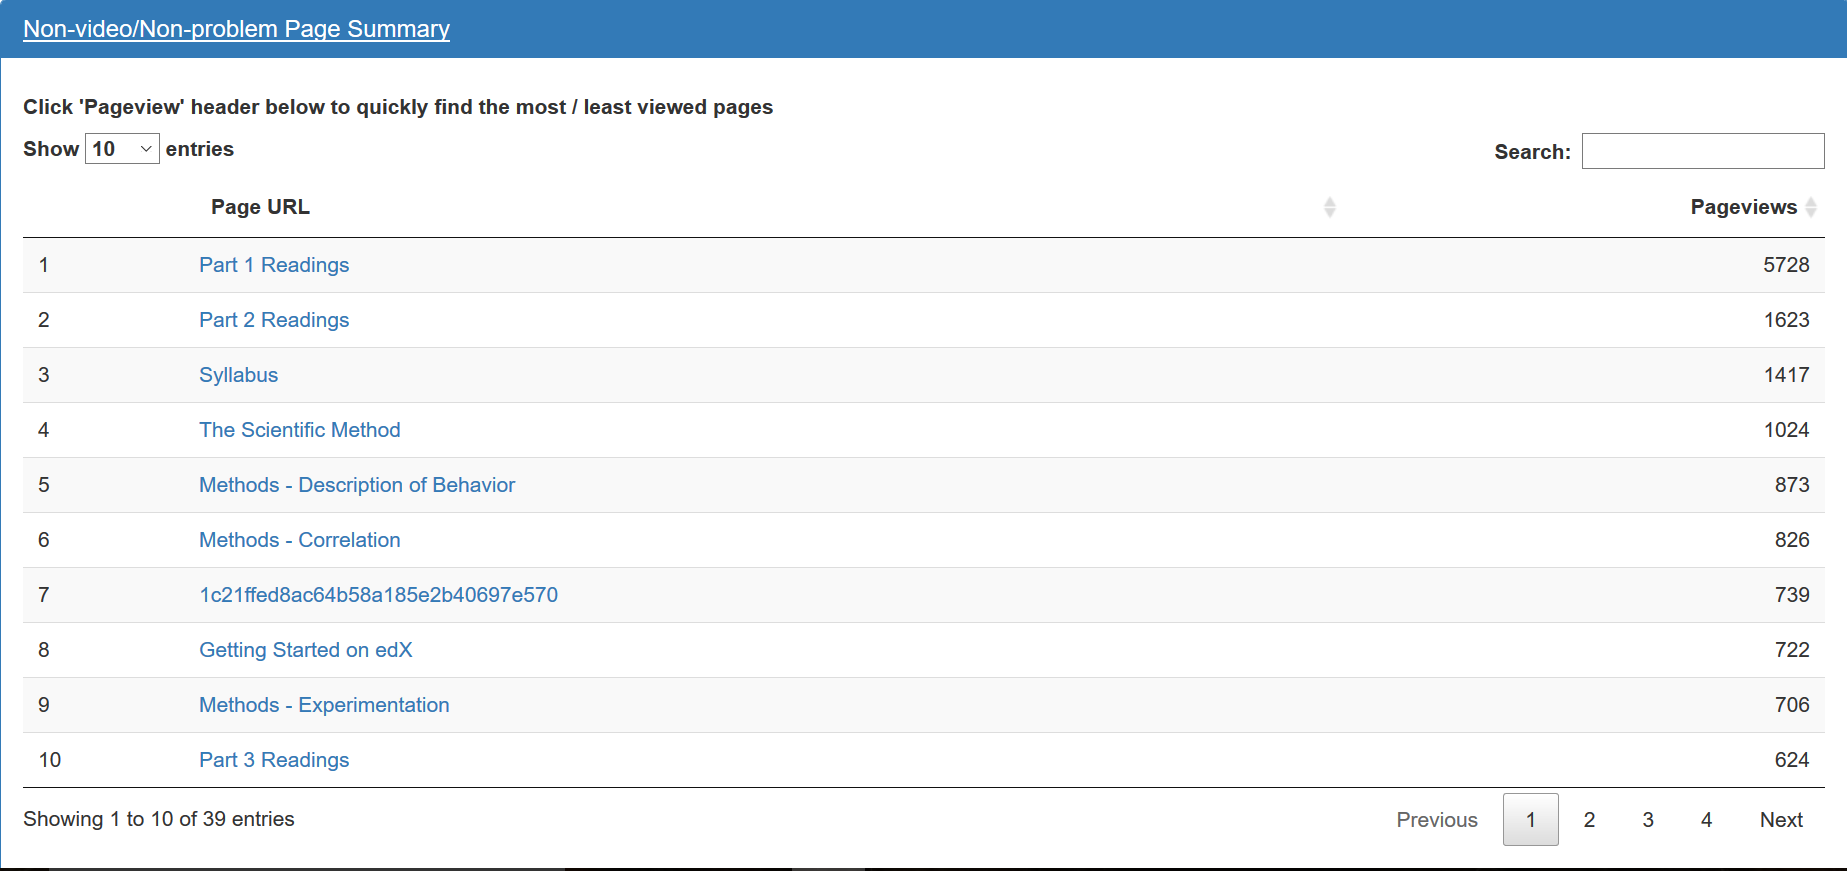 Non-video/Non-problem Page Summary
Click 'Pageview' header below to quickly find the most / least viewed pages
Show 10 entries
Search:
Page URL Pageviews
1 Part 1 Readings 5728
2 Part 2 Readings 1623
3 Syllabus 1417
4 The Scientific Method 1024
5 Methods - Description of Behavior 873
6 Methods - Correlation 826
7 1c21ffed8ac64b58a185e2b40697e570 739
8 Getting Started on edX 722
9 Methods - Experimentation 706
10 Part 3 Readings 624
Showing 1 to 10 of 39 entries
Previous 1 2 3 4 Next